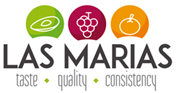 LAS MARIAS
taste • quality • consistency